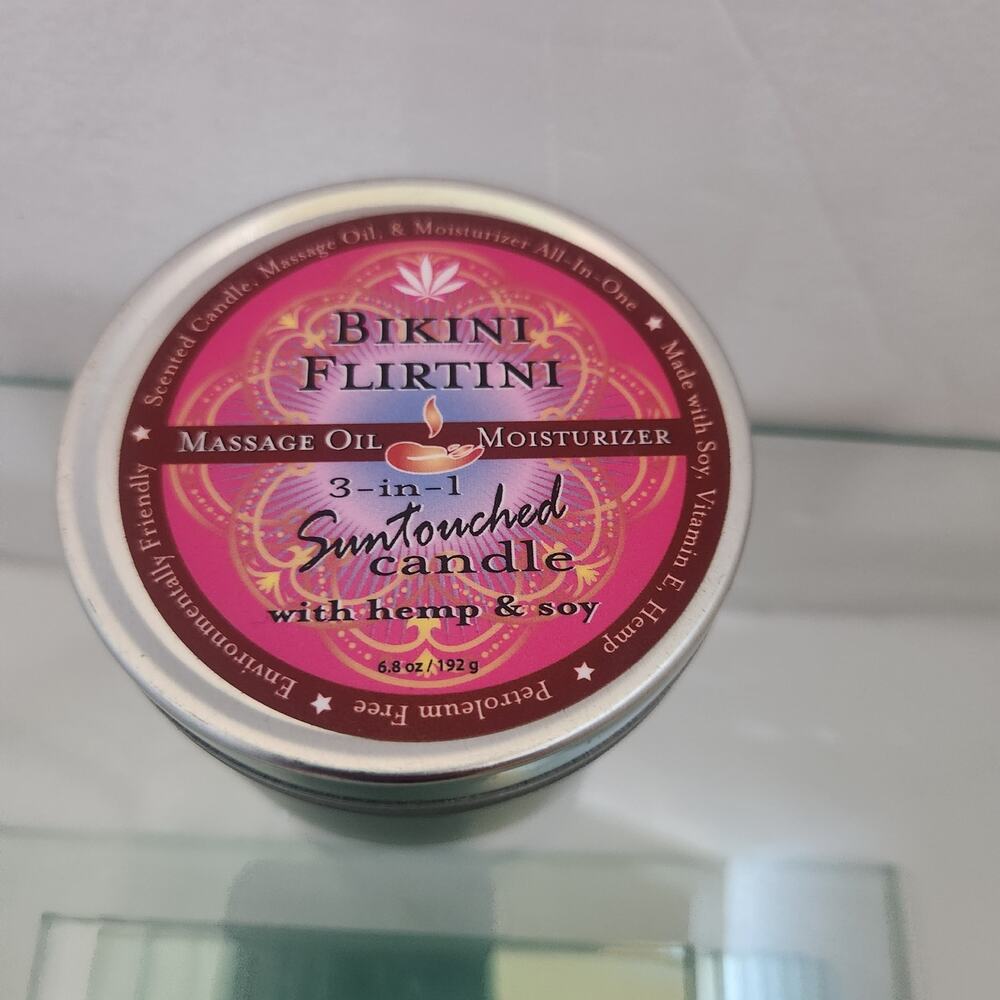 Scented Candle, Massage Oil, & Moisturizer All-In-One
Made with Soy, Vitamin E, Hemp
Petroleum Free
Environmentally Friendly
BIKINI
FLIRTINI
MASSAGE OIL MOISTURIZER
3-in-1
Suntouched
candle
with hemp & soy
6.8 oz / 192 g